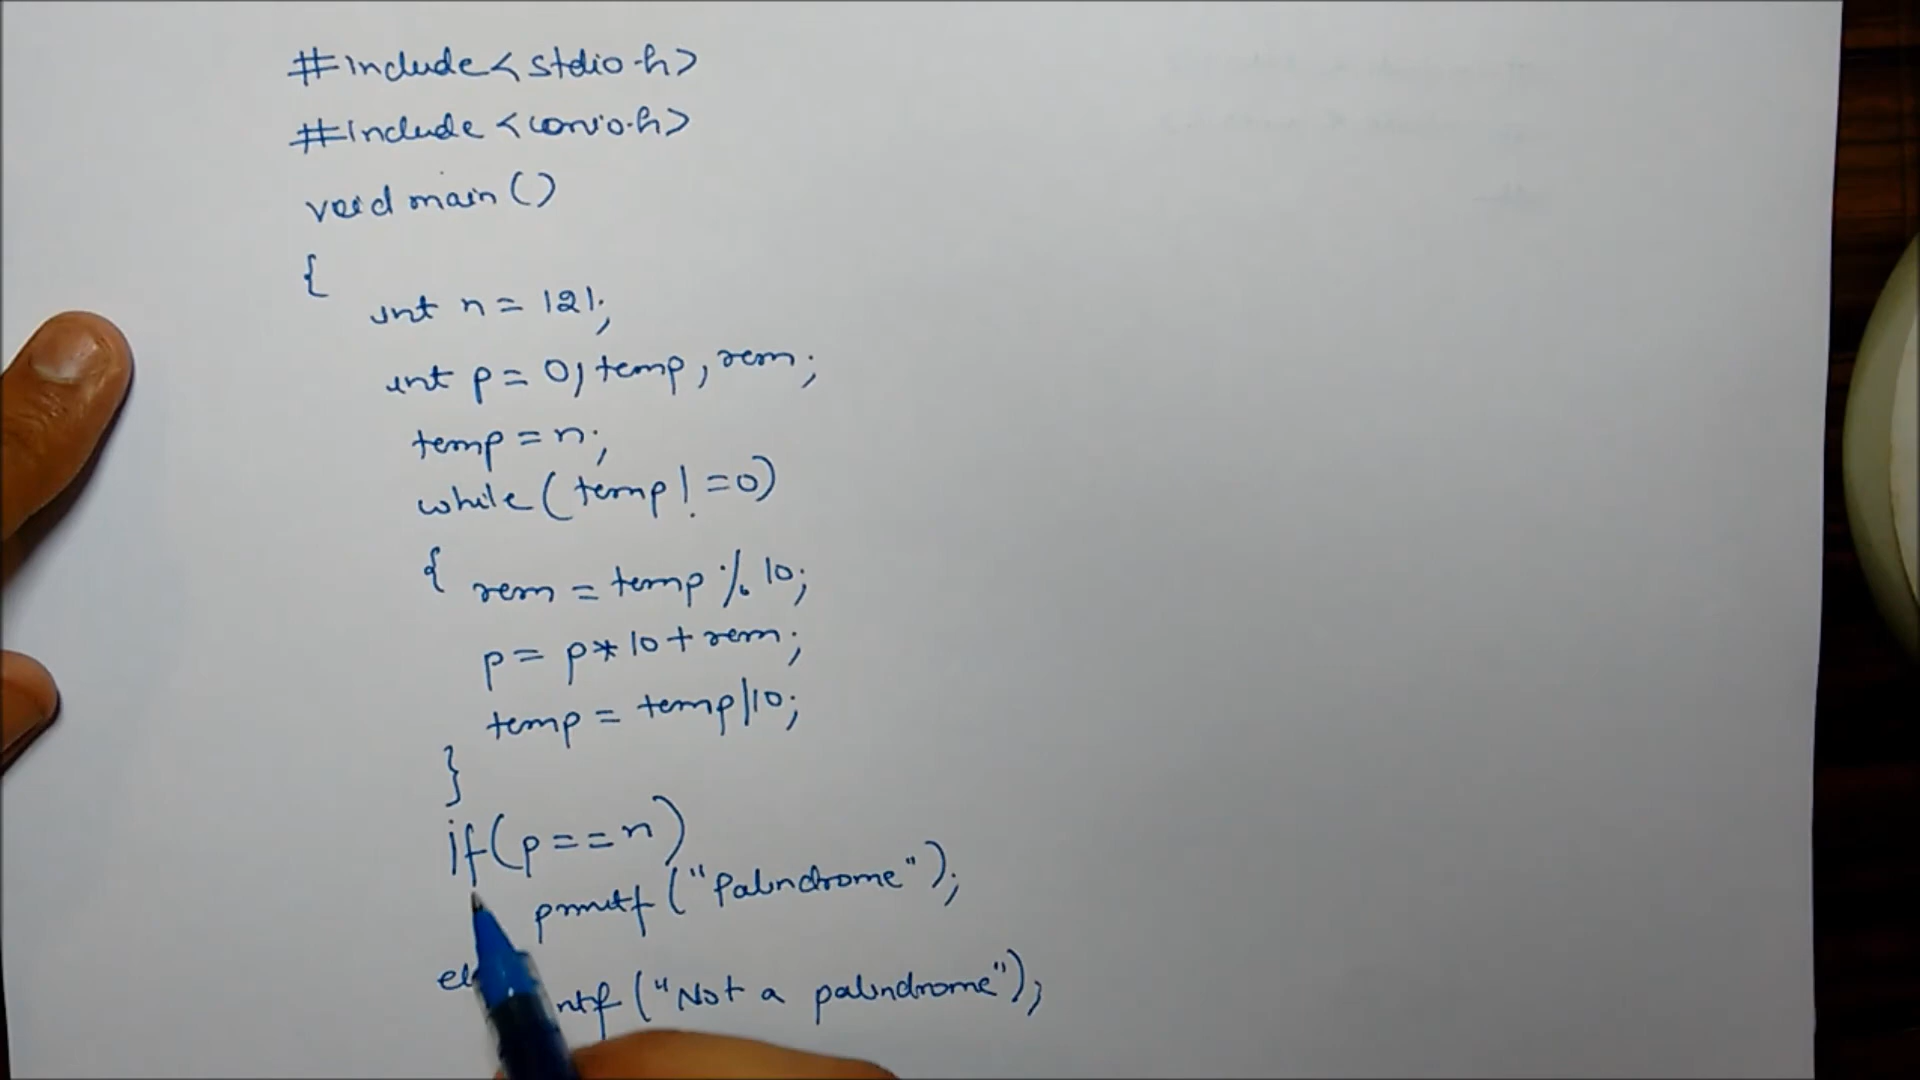 #include<stdio.h>
#include<conio.h>
void main()
{
int n = 121;
int p = 0, temp, rem;
temp = n;
while(temp! =0)
{ rem = temp % 10;
p = p*10 + rem;
temp = temp/10;
}
if(p==n)
printf("palindrome");
("Not a palindrome");